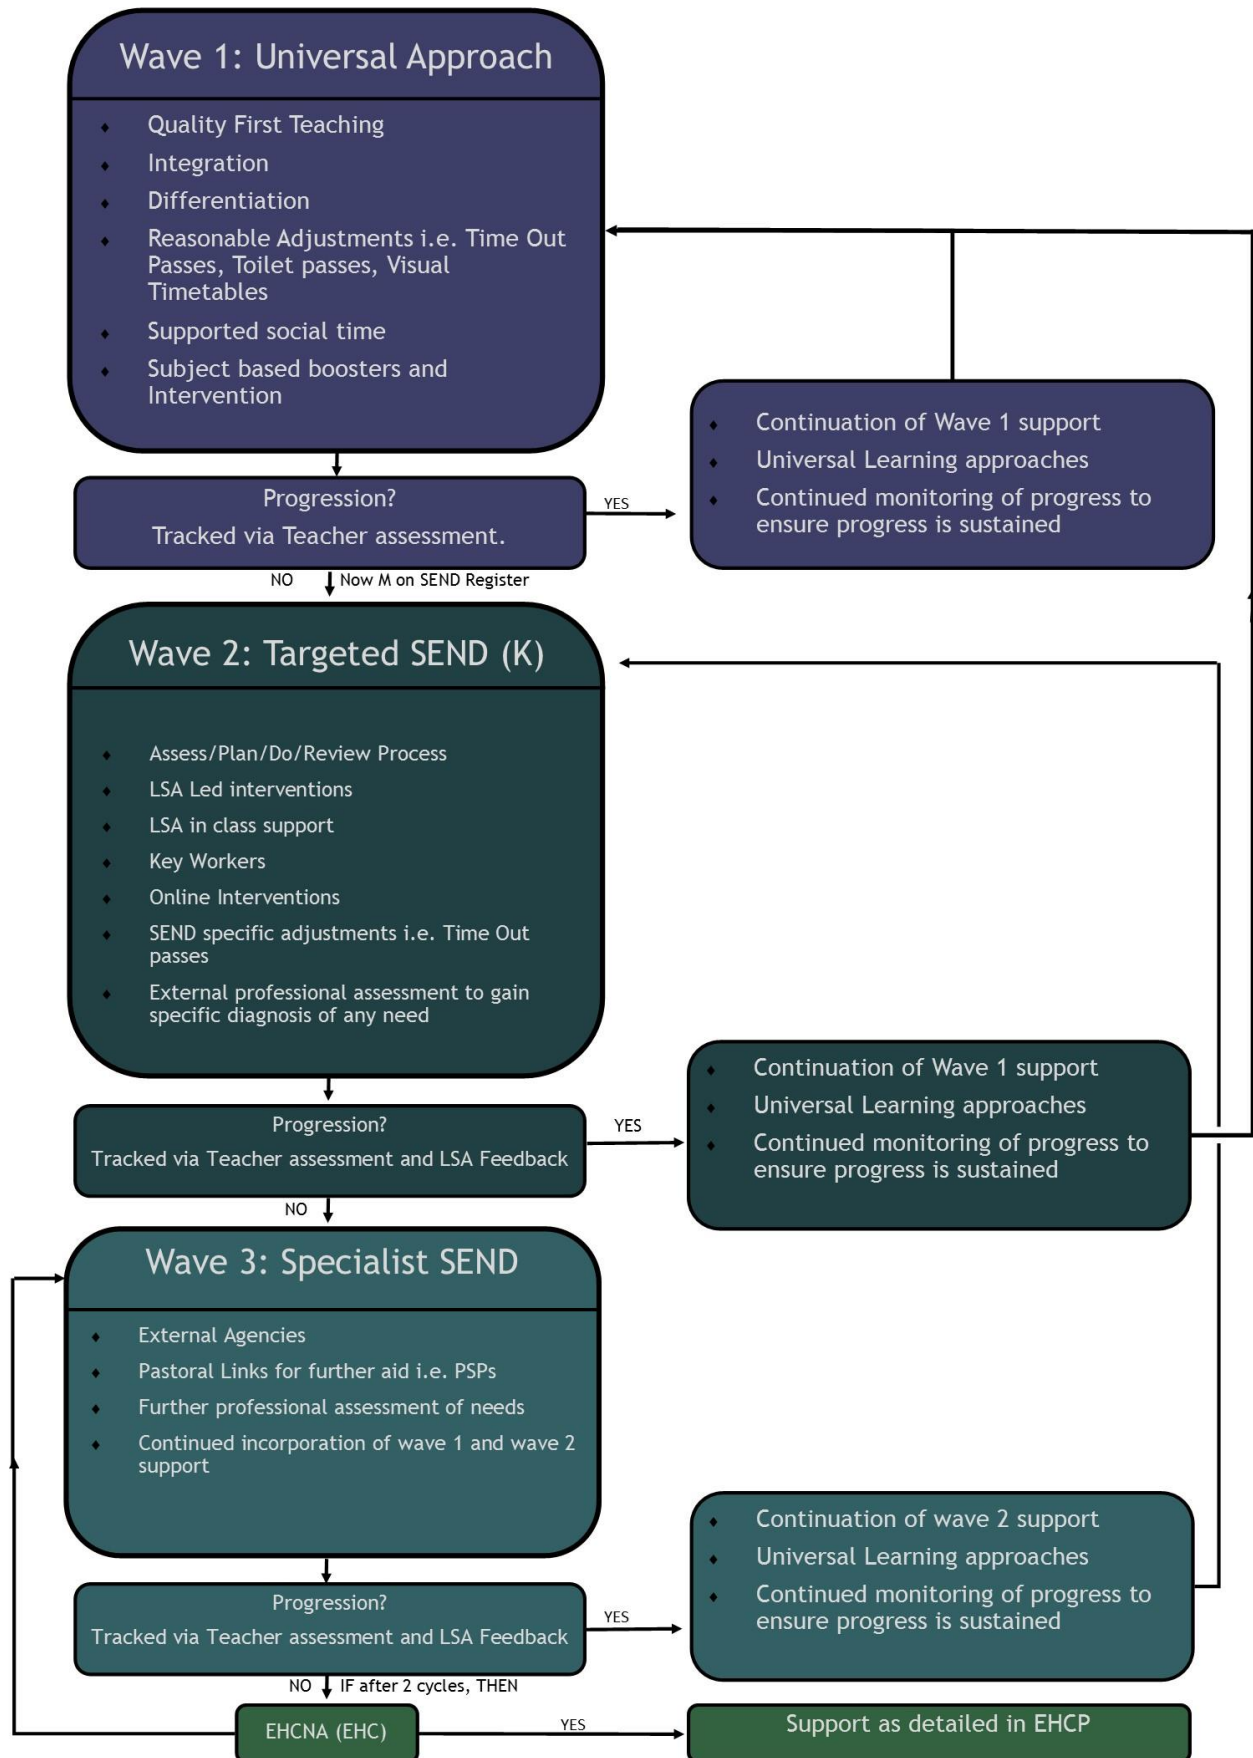 Wave 1: Universal Approach
Quality First Teaching
Integration
Differentiation
Reasonable Adjustments i.e. Time Out
Passes, Toilet passes, Visual
Timetables
Supported social time
Subject based boosters and
Intervention
Progression?
Tracked via Teacher assessment.
YES
Continuation of Wave 1 support
Universal Learning approaches
Continued monitoring of progress to
ensure progress is sustained
NO Now M on SEND Register
Wave 2: Targeted SEND (K)
Assess/Plan/Do/Review Process
LSA Led interventions
LSA in class support
Key Workers
Online Interventions
SEND specific adjustments i.e. Time Out
passes
External professional assessment to gain
specific diagnosis of any need
Progression?
Tracked via Teacher assessment and LSA Feedback
YES
Continuation of Wave 1 support
Universal Learning approaches
Continued monitoring of progress to
ensure progress is sustained
NO
Wave 3: Specialist SEND
External Agencies
Pastoral Links for further aid i.e. PSPs
Further professional assessment of needs
Continued incorporation of wave 1 and wave 2
support
Progression?
Tracked via Teacher assessment and LSA Feedback
YES
Continuation of wave 2 support
Universal Learning approaches
Continued monitoring of progress to
ensure progress is sustained
NO IF after 2 cycles, THEN
EHCNA (EHC)
YES
Support as detailed in EHCP